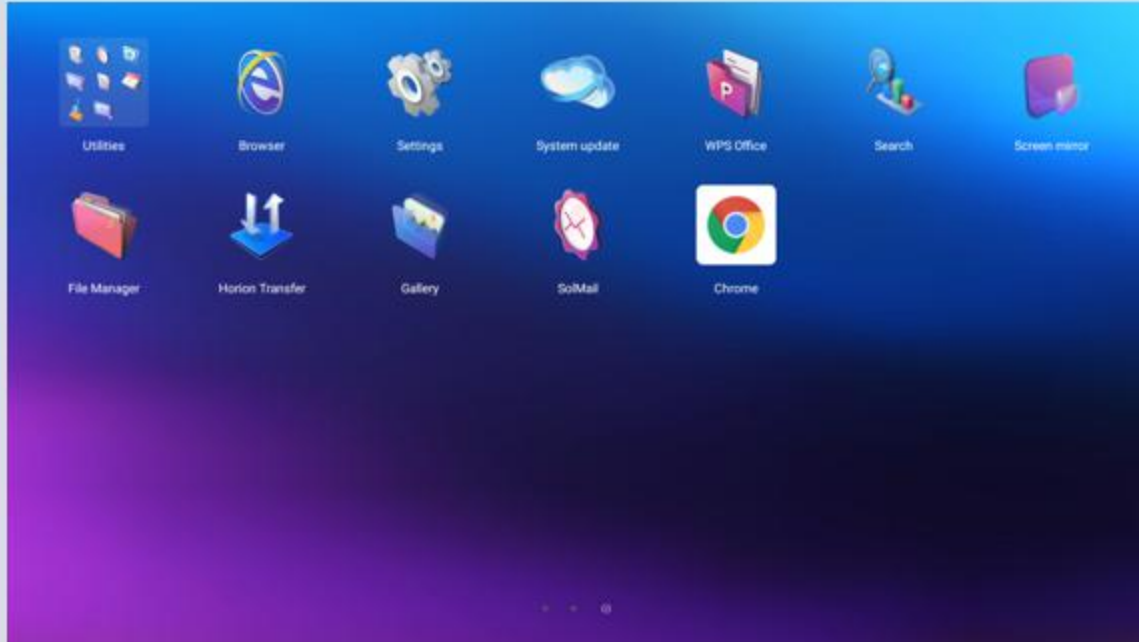 Utilities
Browser
Settings
System update
WPS Office
Search
Screen mirror
P
File Manager
Horion Transfer
Gallery
SolMail
Chrome